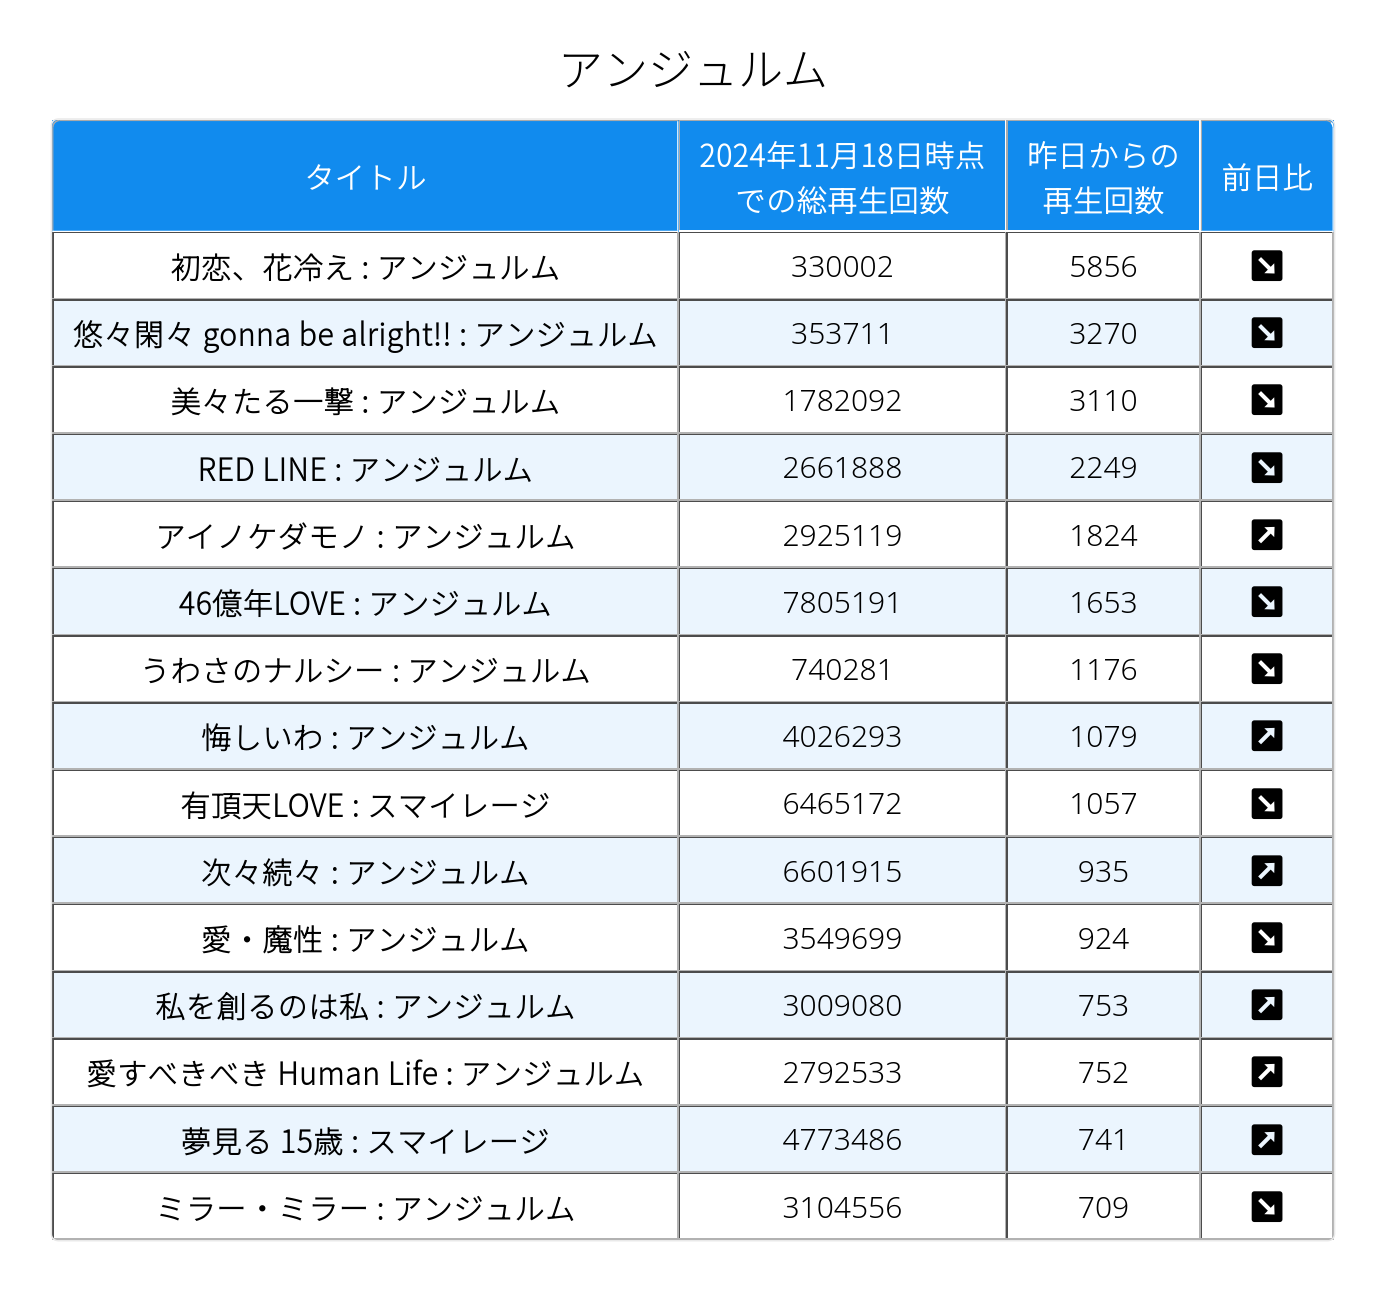 アンジュルム
タイトル 2024年11月18日時点での総再生回数 昨日からの再生回数 前日比
初恋、花冷え : アンジュルム 330002 5856 ↘
悠々閑々 gonna be alright!! : アンジュルム 353711 3270 ↘
美々たる一撃 : アンジュルム 1782092 3110 ↘
RED LINE : アンジュルム 2661888 2249 ↘
アイノケダモノ : アンジュルム 2925119 1824 ↗
46億年LOVE : アンジュルム 7805191 1653 ↘
うわさのナルシー : アンジュルム 740281 1176 ↘
悔しいわ : アンジュルム 4026293 1079 ↗
有頂天LOVE : スマイレージ 6465172 1057 ↘
次々続々 : アンジュルム 6601915 935 ↗
愛・魔性 : アンジュルム 3549699 924 ↘
私を創るのは私 : アンジュルム 3009080 753 ↗
愛すべきべき Human Life : アンジュルム 2792533 752 ↗
夢見る 15歳 : スマイレージ 4773486 741 ↗
ミラー・ミラー : アンジュルム 3104556 709 ↘